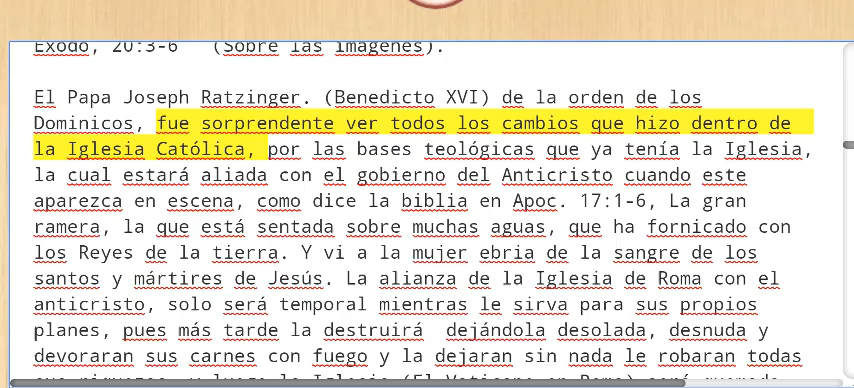 Éxodo, 20:3-6 (Sobre las imágenes).
El Papa Joseph Ratzinger. (Benedicto XVI) de la orden de los
Dominicos, fue sorprendente ver todos los cambios que hizo dentro de
la Iglesia Católica, por las bases teológicas que ya tenía la Iglesia,
la cual estará aliada con el gobierno del Anticristo cuando este
aparezca en escena, como dice la biblia en Apoc. 17:1-6, La gran
ramera, la que está sentada sobre muchas aguas, que ha fornicado con
los Reyes de la tierra. Y vi a la mujer ebria de la sangre de los
santos y mártires de Jesús. La alianza de la Iglesia de Roma con el
anticristo, solo será temporal mientras le sirva para sus propios
planes, pues más tarde la destruirá dejándola desolada, desnuda y
devoraran sus carnes con fuego y la dejaran sin nada le robaran todas